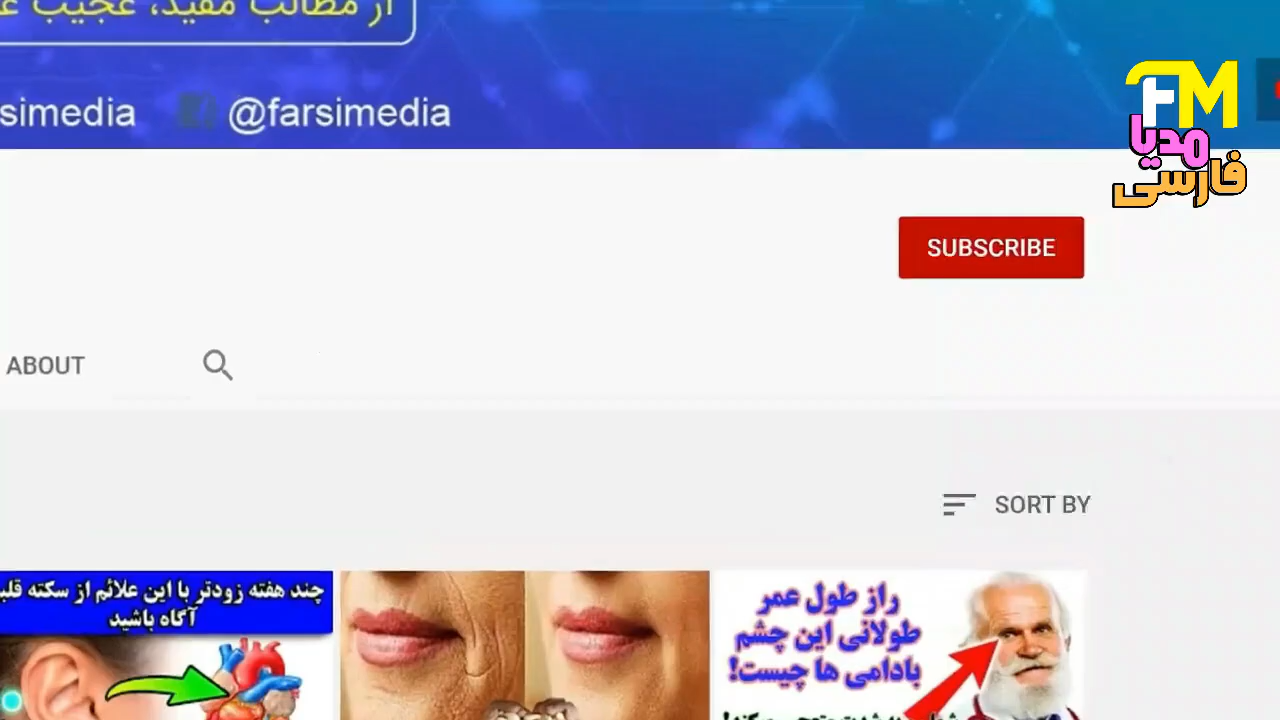 از مطالب مفید، عجیب
simedia @farsimedia
FM
مدیا
فارسی
SUBSCRIBE
ABOUT
SORT BY
چند هفته زودتر با این علائم از سکته
آگاه باشید
راز طول عمر
طولانی این چشم
بادامی ها چیست!